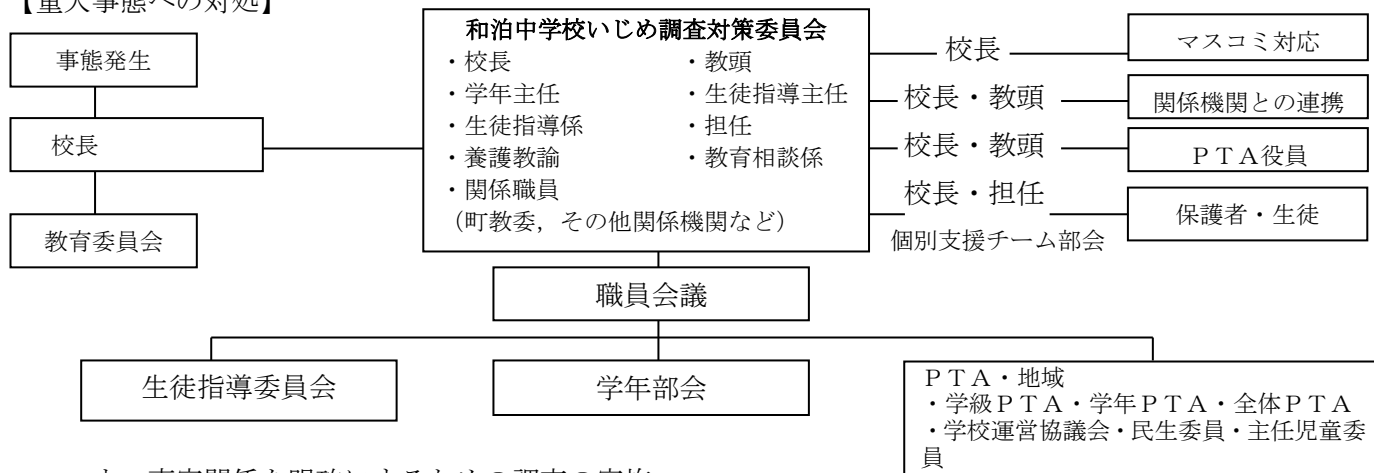 【重大事態への対処】
事態発生
校長
教育委員会
和泊中学校いじめ調査対策委員会
・校長 ・教頭
・学年主任 ・生徒指導主任
・生徒指導係 ・担任
・養護教諭 ・教育相談係
・関係職員
(町教委，その他関係機関など)
校長
マスコミ対応
校長・教頭
関係機関との連携
校長・教頭
ＰＴＡ役員
校長・担任
個別支援チーム部会
保護者・生徒
職員会議
生徒指導委員会
学年部会
ＰＴＡ・地域
・学級ＰＴＡ・学年ＰＴＡ・全体ＰＴＡ
・学校運営協議会・民生委員・主任児童委
員